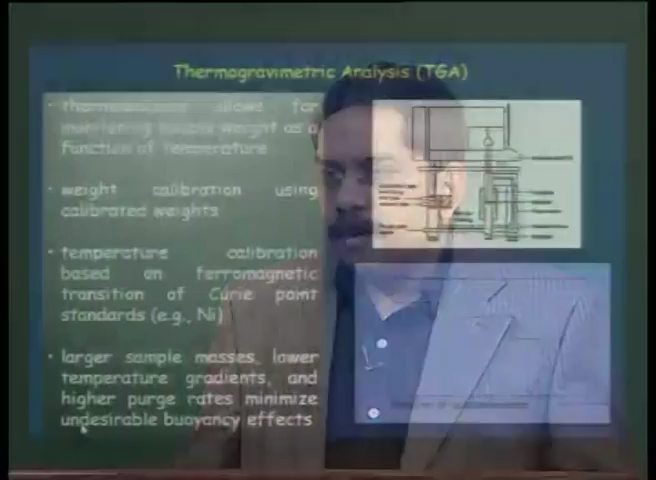 Thermogravimetric Analysis (TGA)
• thermobalance allows for
monitoring sample weight as a
function of temperature
• weight calibration using
calibrated weights
• temperature calibration
based on ferromagnetic
transition of Curie point
standards (e.g., Ni)
• larger sample masses, lower
temperature gradients, and
higher purge rates minimize
undesirable buoyancy effects